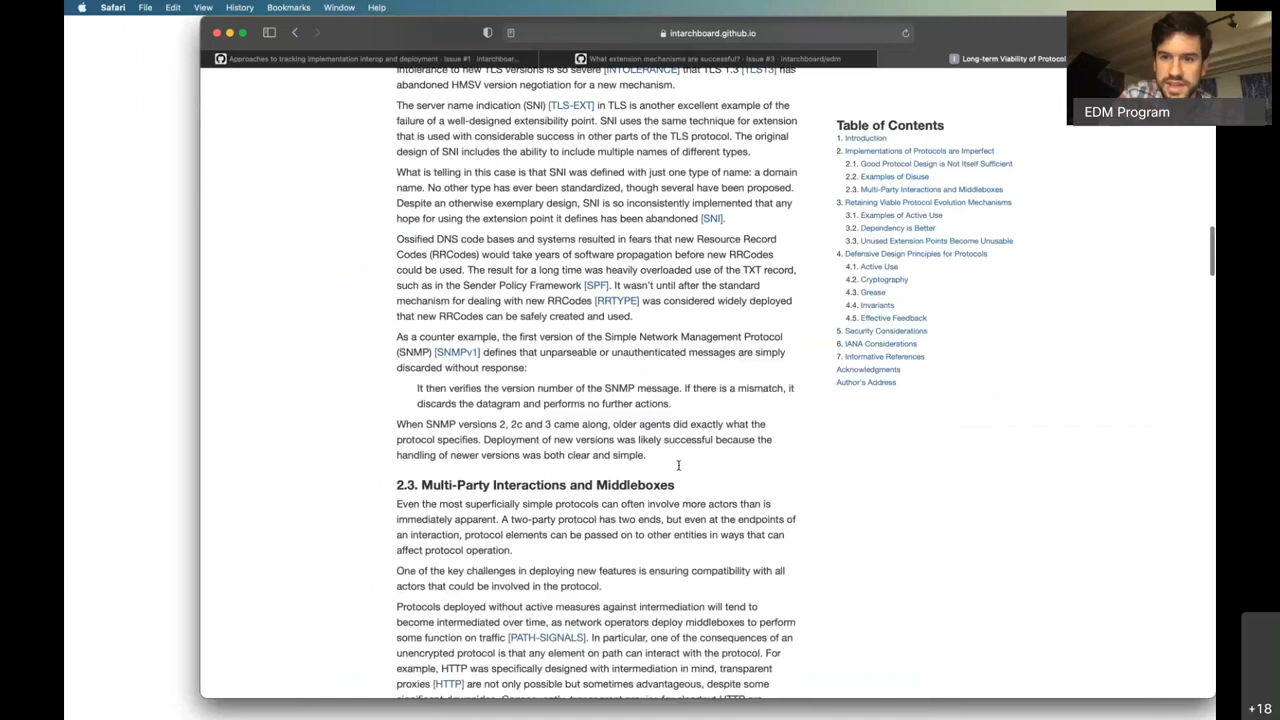 Safari File Edit View History Bookmarks Window Help
intarchboard.github.io
Approaches to tracking implementation interop and deployment · Issue #1 · intarchboar...
What extension mechanisms are successful? · Issue #3 · intarchboard/edm
Long-term Viability of Protocol
EDM Program
intolerance to new TLS versions is so severe [INTOLERANCE] that TLS 1.3 [TLS13] has
abandoned HMSV version negotiation for a new mechanism.
The server name indication (SNI) [TLS-EXT] in TLS is another excellent example of the
failure of a well-designed extensibility point. SNI uses the same technique for extension
that is used with considerable success in other parts of the TLS protocol. The original
design of SNI includes the ability to include multiple names of different types.
What is telling in this case is that SNI was defined with just one type of name: a domain
name. No other type has ever been standardized, though several have been proposed.
Despite an otherwise exemplary design, SNI is so inconsistently implemented that any
hope for using the extension point it defines has been abandoned [SNI].
Ossified DNS code bases and systems resulted in fears that new Resource Record
Codes (RRCodes) would take years of software propagation before new RRCodes
could be used. The result for a long time was heavily overloaded use of the TXT record,
such as in the Sender Policy Framework [SPF]. It wasn't until after the standard
mechanism for dealing with new RRCodes [RRTYPE] was considered widely deployed
that new RRCodes can be safely created and used.
As a counter example, the first version of the Simple Network Management Protocol
(SNMP) [SNMPv1] defines that unparseable or unauthenticated messages are simply
discarded without response:
It then verifies the version number of the SNMP message. If there is a mismatch, it
discards the datagram and performs no further actions.
When SNMP versions 2, 2c and 3 came along, older agents did exactly what the
protocol specifies. Deployment of new versions was likely successful because the
handling of newer versions was both clear and simple.
2.3. Multi-Party Interactions and Middleboxes
Even the most superficially simple protocols can often involve more actors than is
immediately apparent. A two-party protocol has two ends, but even at the endpoints of
an interaction, protocol elements can be passed on to other entities in ways that can
affect protocol operation.
One of the key challenges in deploying new features is ensuring compatibility with all
actors that could be involved in the protocol.
Protocols deployed without active measures against intermediation will tend to
become intermediated over time, as network operators deploy middleboxes to perform
some function on traffic [PATH-SIGNALS]. In particular, one of the consequences of an
unencrypted protocol is that any element on path can interact with the protocol. For
example, HTTP was specifically designed with intermediation in mind, transparent
proxies [HTTP] are not only possible but sometimes advantageous, despite some
Table of Contents
1. Introduction
2. Implementations of Protocols are Imperfect
2.1. Good Protocol Design is Not Itself Sufficient
2.2. Examples of Disuse
2.3. Multi-Party Interactions and Middleboxes
3. Retaining Viable Protocol Evolution Mechanisms
3.1. Examples of Active Use
3.2. Dependency is Better
3.3. Unused Extension Points Become Unusable
4. Defensive Design Principles for Protocols
4.1. Active Use
4.2. Cryptography
4.3. Grease
4.4. Invariants
4.5. Effective Feedback
5. Security Considerations
6. IANA Considerations
7. Informative References
Acknowledgments
Author's Address
+18